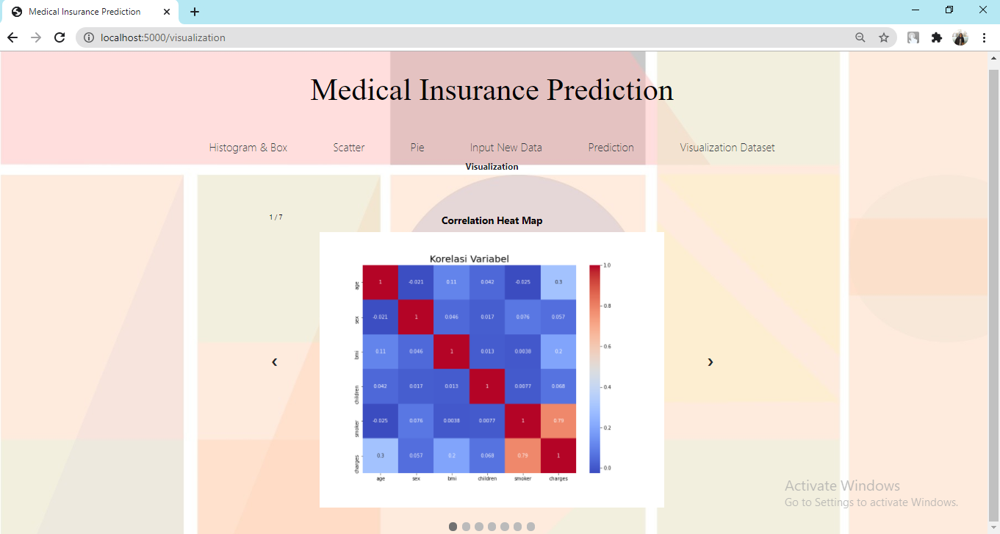 Medical Insurance Prediction
localhost:5000/visualization
Medical Insurance Prediction
Histogram & Box Scatter Pie Input New Data Prediction Visualization Dataset
Visualization
1 / 7
Correlation Heat Map
Korelasi Variabel
age 1 -0.021 0.11 0.042 -0.025 0.3
sex -0.021 1 0.046 0.017 0.076 0.057
bmi 0.11 0.046 1 0.013 0.0038 0.2
children 0.042 0.017 0.013 1 0.0077 0.068
smoker -0.025 0.076 0.0038 0.0077 1 0.79
charges 0.3 0.057 0.2 0.068 0.79 1
age sex bmi children smoker charges
1.0
0.8
0.6
0.4
0.2
0.0
❮ ❯
Activate Windows
Go to Settings to activate Windows.